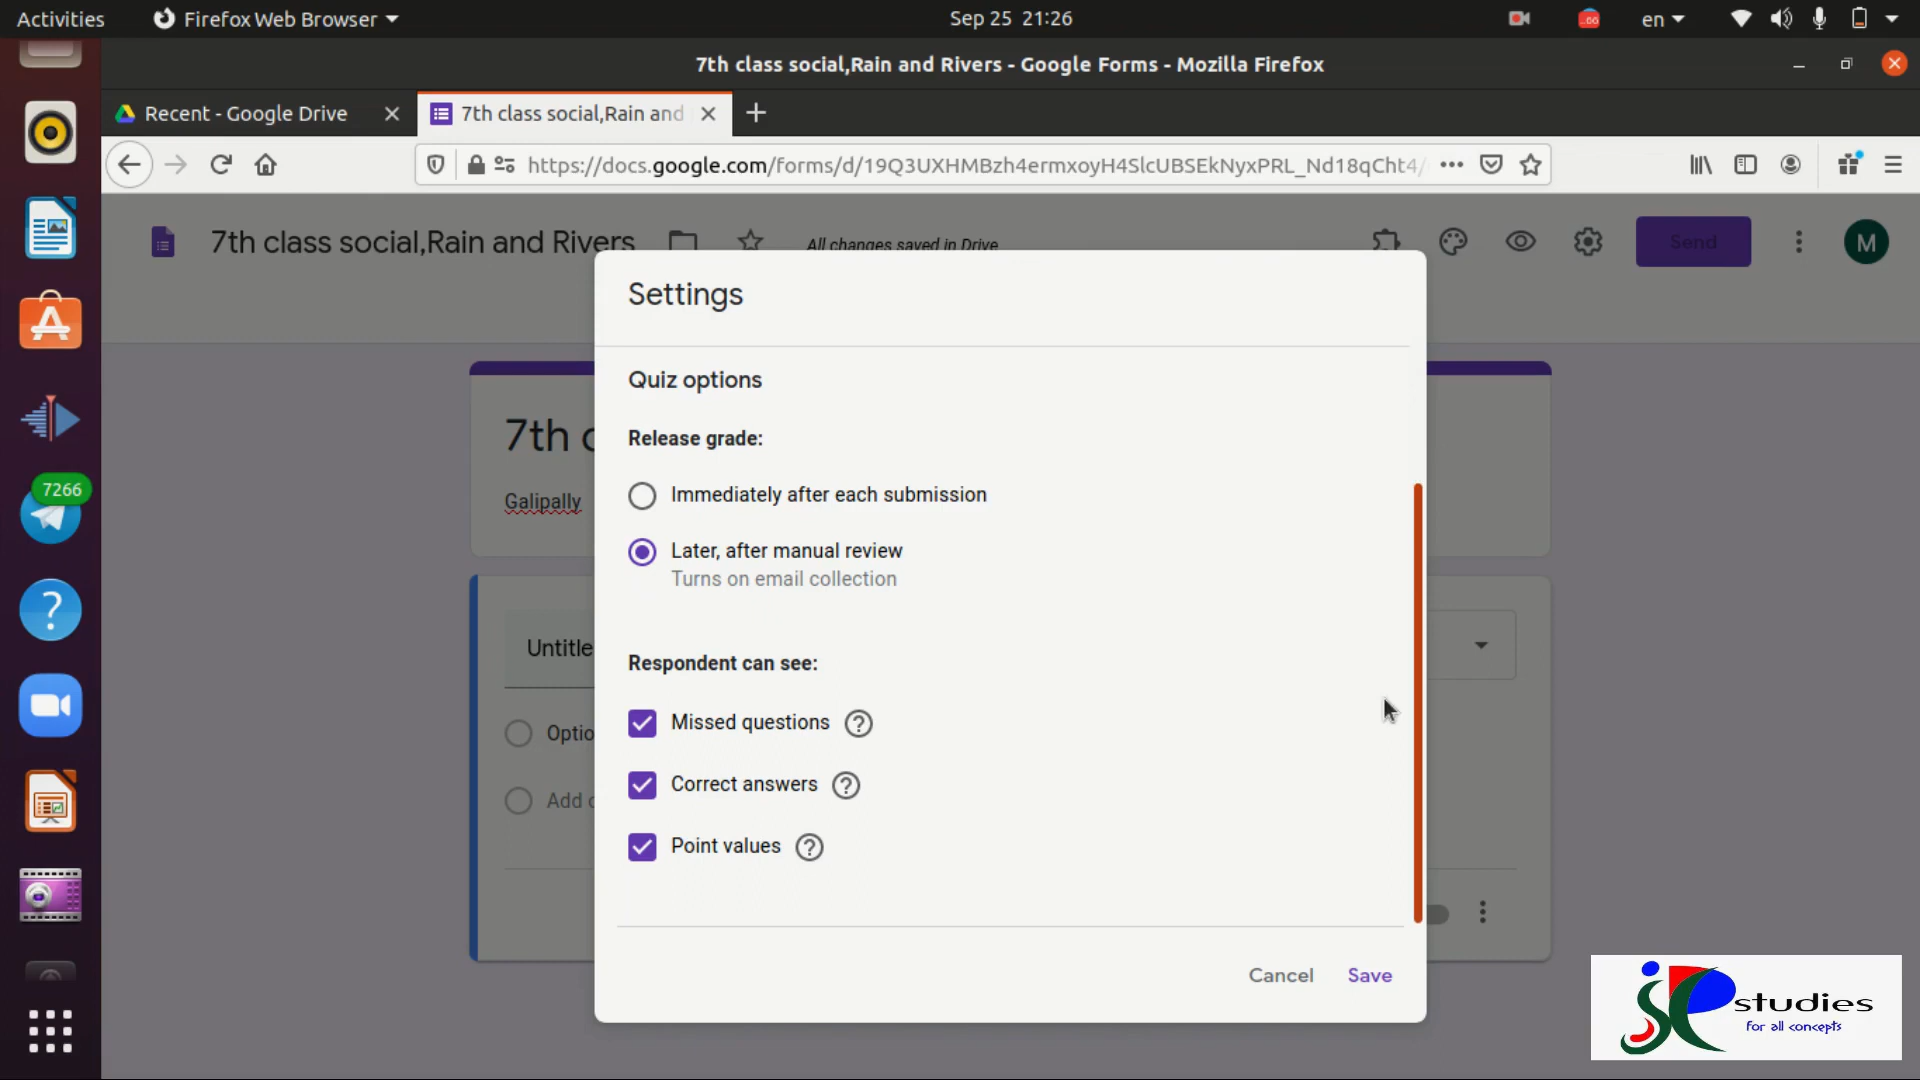 Activities
Firefox Web Browser
Sep 25 21:26
.66
en
7th class social,Rain and Rivers - Google Forms - Mozilla Firefox
Recent - Google Drive
7th class social,Rain and
https://docs.google.com/forms/d/19Q3UXHMBzh4ermxoyH4SlcUBSEkNyxPRL_Nd18qCht4/
7th class social,Rain and Rivers
All changes saved in Drive
Send
M
Settings
Quiz options
7th c
Release grade:
Immediately after each submission
7266
Galipally
Later, after manual review
Turns on email collection
Untitle
Respondent can see:
Missed questions
Optio
Correct answers
Add
Point values
Cancel
Save
studies
for all concepts